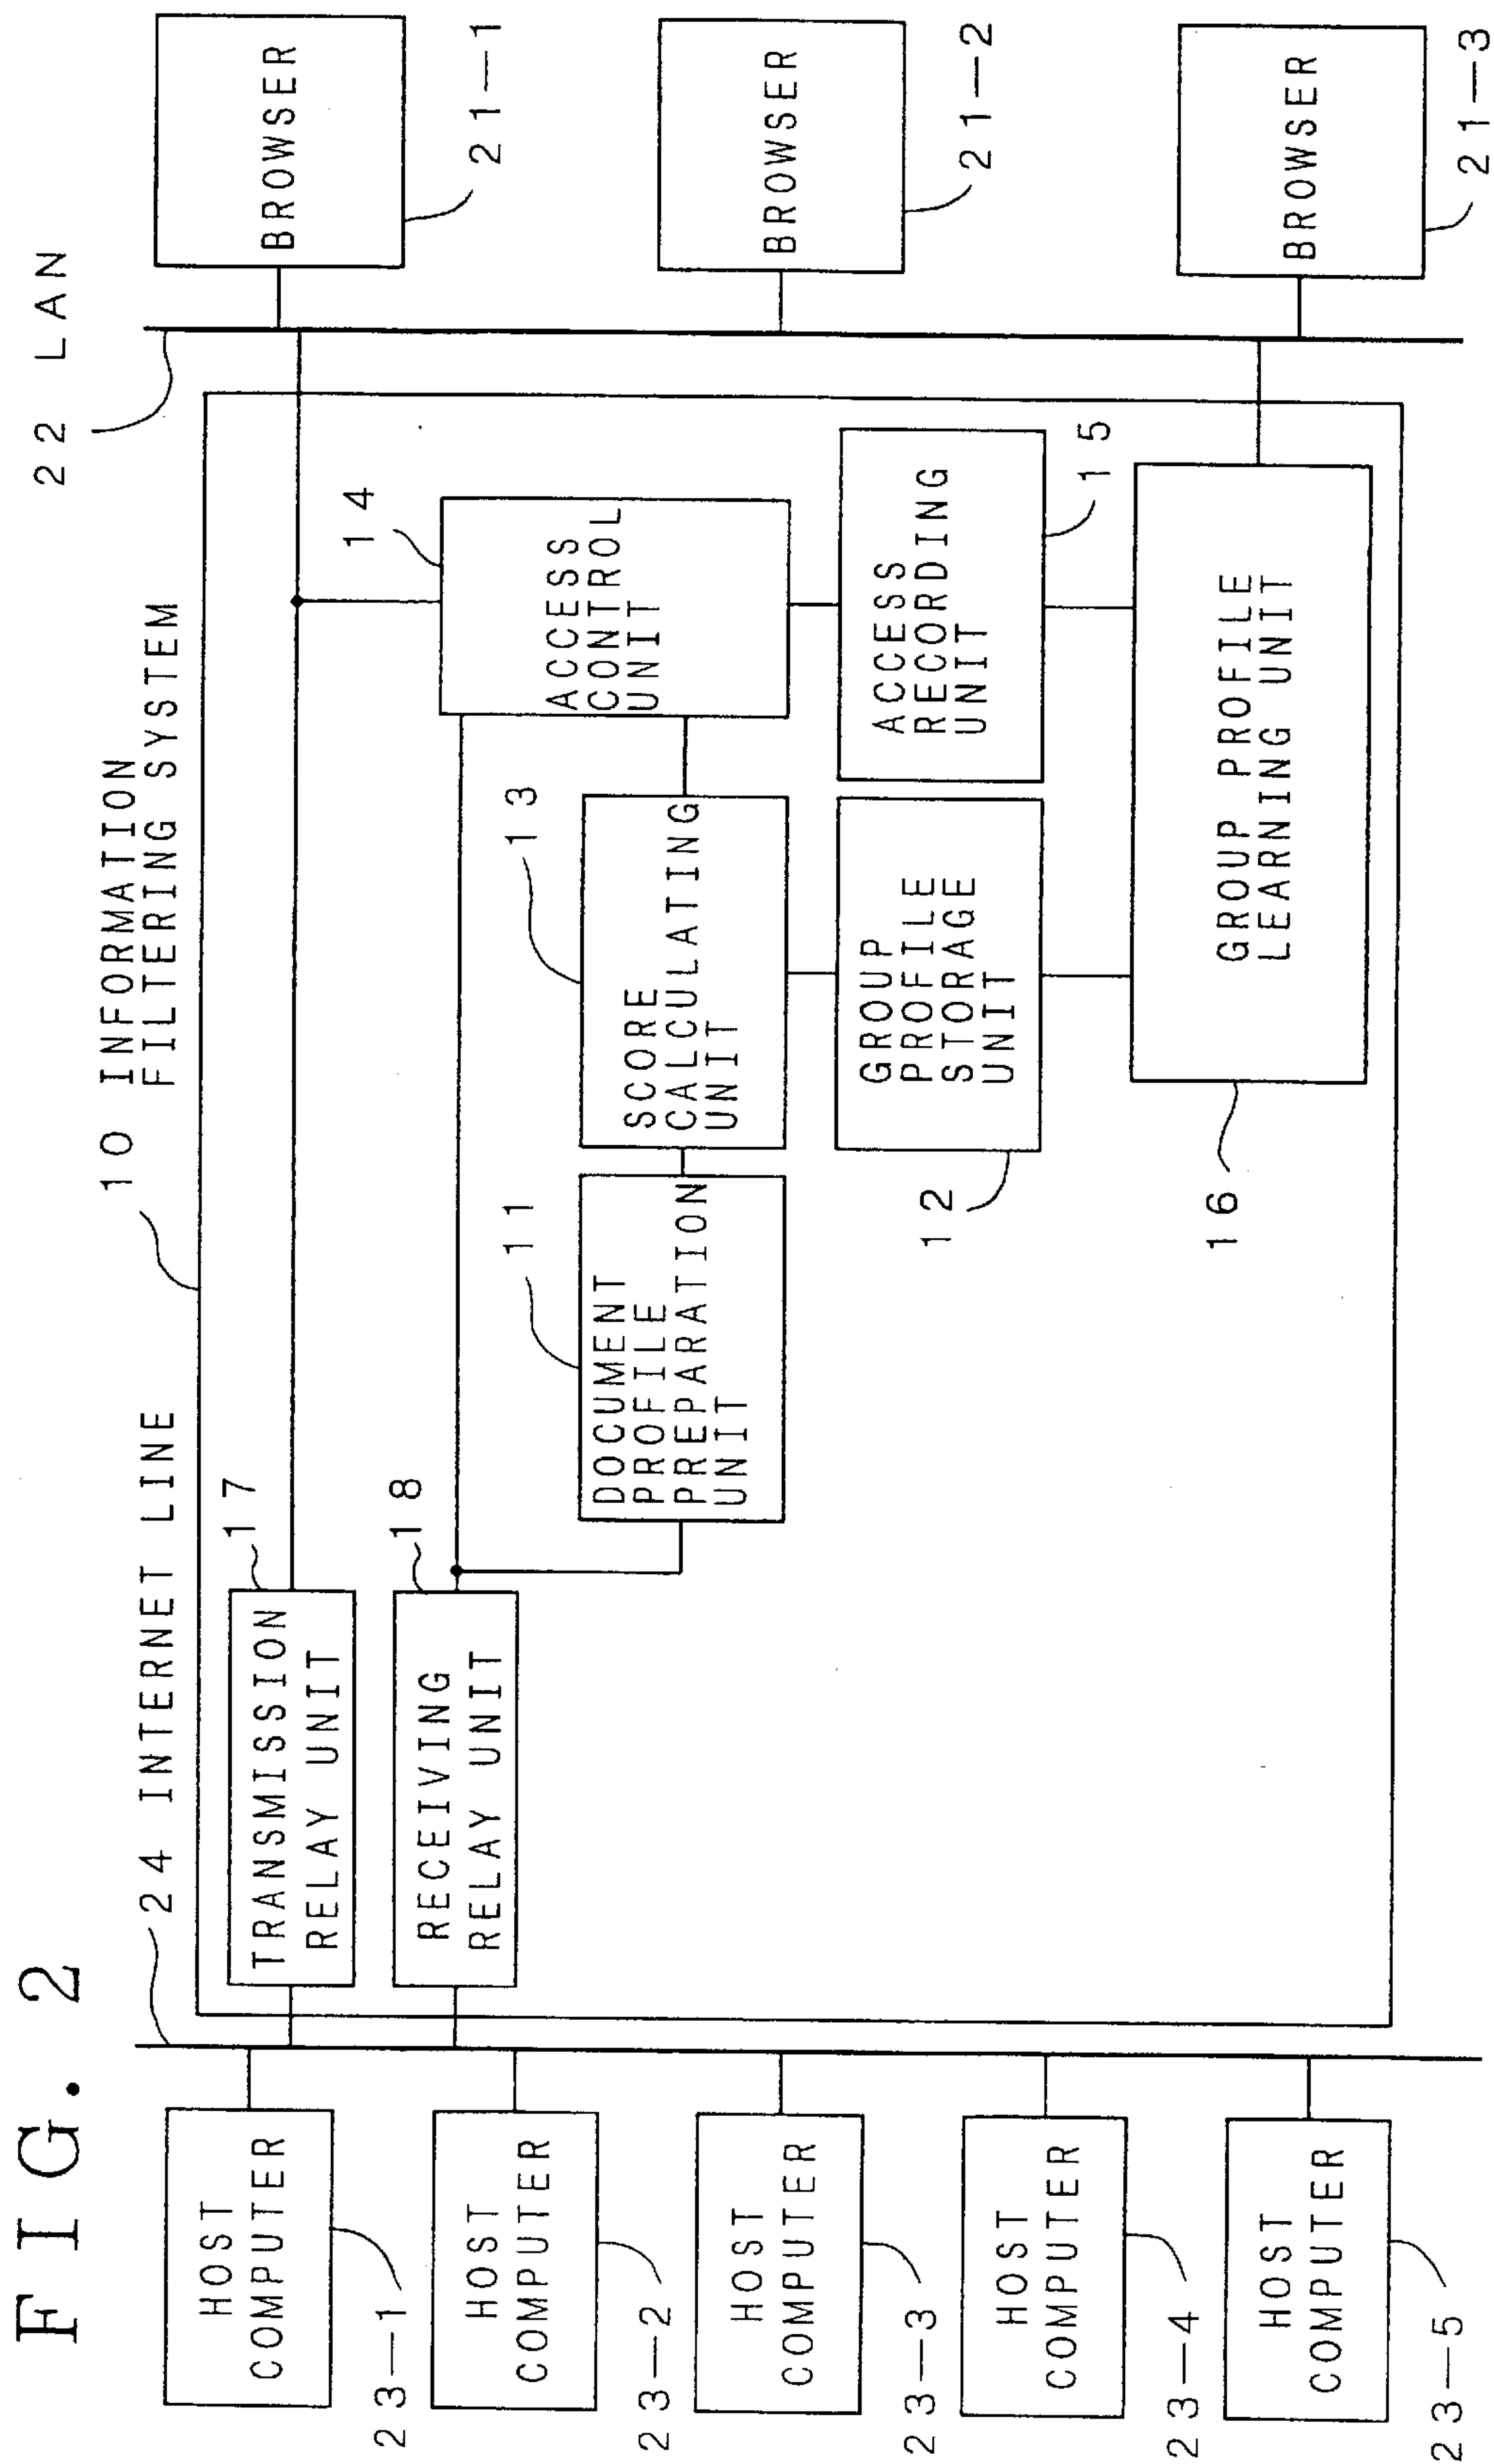 FIG. 2
24 INTERNET LINE
10 INFORMATION
FILTERING SYSTEM
22 LAN
HOST
COMPUTER
23-1
HOST
COMPUTER
23-2
HOST
COMPUTER
23-3
HOST
COMPUTER
23-4
HOST
COMPUTER
23-5
TRANSMISSION
RELAY UNIT
17
RECEIVING
RELAY UNIT
18
DOCUMENT
PROFILE
PREPARATION
UNIT
11
SCORE
CALCULATING
UNIT
13
ACCESS
CONTROL
UNIT
14
GROUP
PROFILE
STORAGE
UNIT
12
ACCESS
RECORDING
UNIT
15
GROUP PROFILE
LEARNING UNIT
16
BROWSER
21-1
BROWSER
21-2
BROWSER
21-3